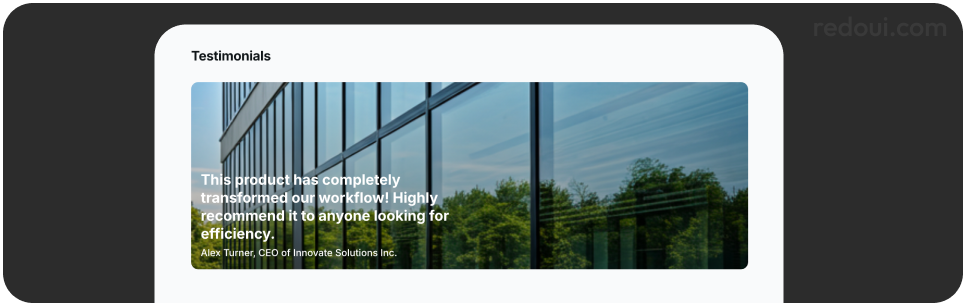 redoui.com
Testimonials
This product has completely
transformed our workflow! Highly
recommend it to anyone looking for
efficiency.
Alex Turner, CEO of Innovate Solutions Inc.